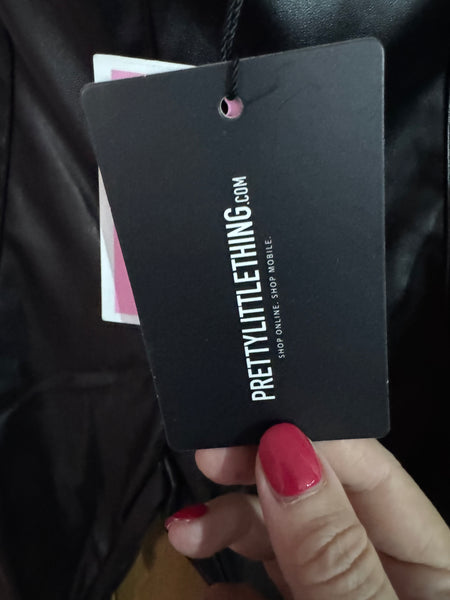 PRETTYLITTLETHING.COM
SHOP ONLINE. SHOP MOBILE.